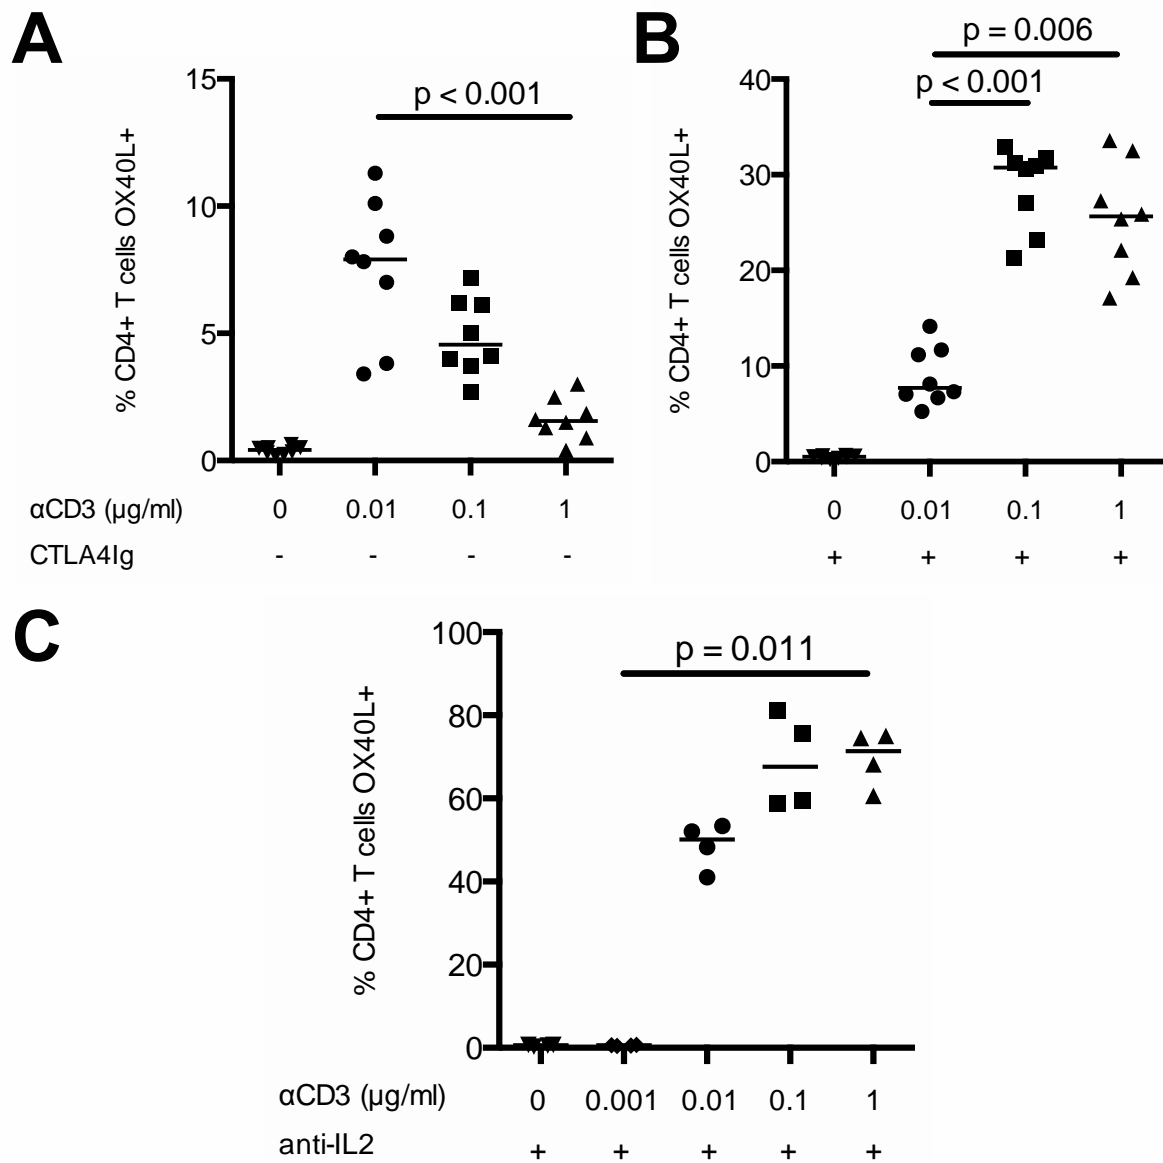 A
% CD4+ T cells OX40L+
15
10
5
0
p < 0.001
αCD3 (µg/ml) 0 0.01 0.1 1
CTLA4Ig - - - -
B
% CD4+ T cells OX40L+
40
30
20
10
0
p = 0.006
p < 0.001
0 0.01 0.1 1
+ + + +
C
% CD4+ T cells OX40L+
100
80
60
40
20
0
p = 0.011
αCD3 (µg/ml) 0 0.001 0.01 0.1 1
anti-IL2 + + + + +